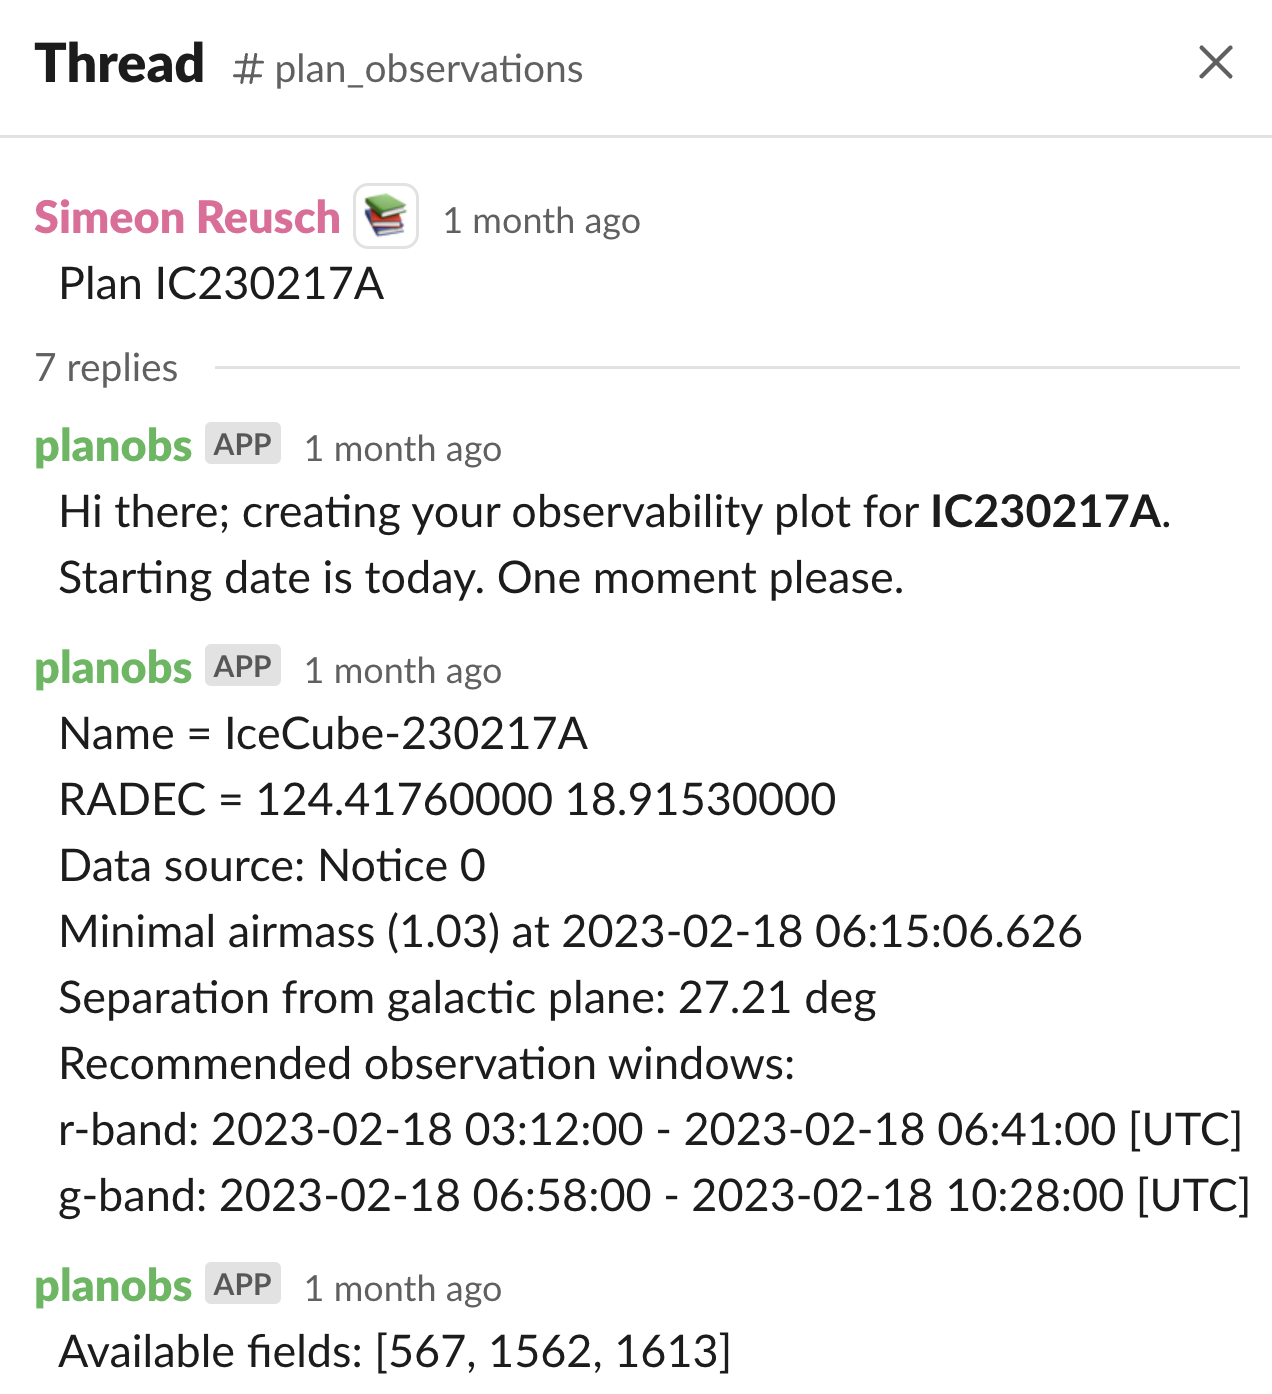 Thread # plan_observations
Simeon Reusch 1 month ago
Plan IC230217A
7 replies
planobs APP 1 month ago
Hi there; creating your observability plot for IC230217A.
Starting date is today. One moment please.
planobs APP 1 month ago
Name = IceCube-230217A
RADEC = 124.41760000 18.91530000
Data source: Notice 0
Minimal airmass (1.03) at 2023-02-18 06:15:06.626
Separation from galactic plane: 27.21 deg
Recommended observation windows:
r-band: 2023-02-18 03:12:00 - 2023-02-18 06:41:00 [UTC]
g-band: 2023-02-18 06:58:00 - 2023-02-18 10:28:00 [UTC]
planobs APP 1 month ago
Available fields: [567, 1562, 1613]